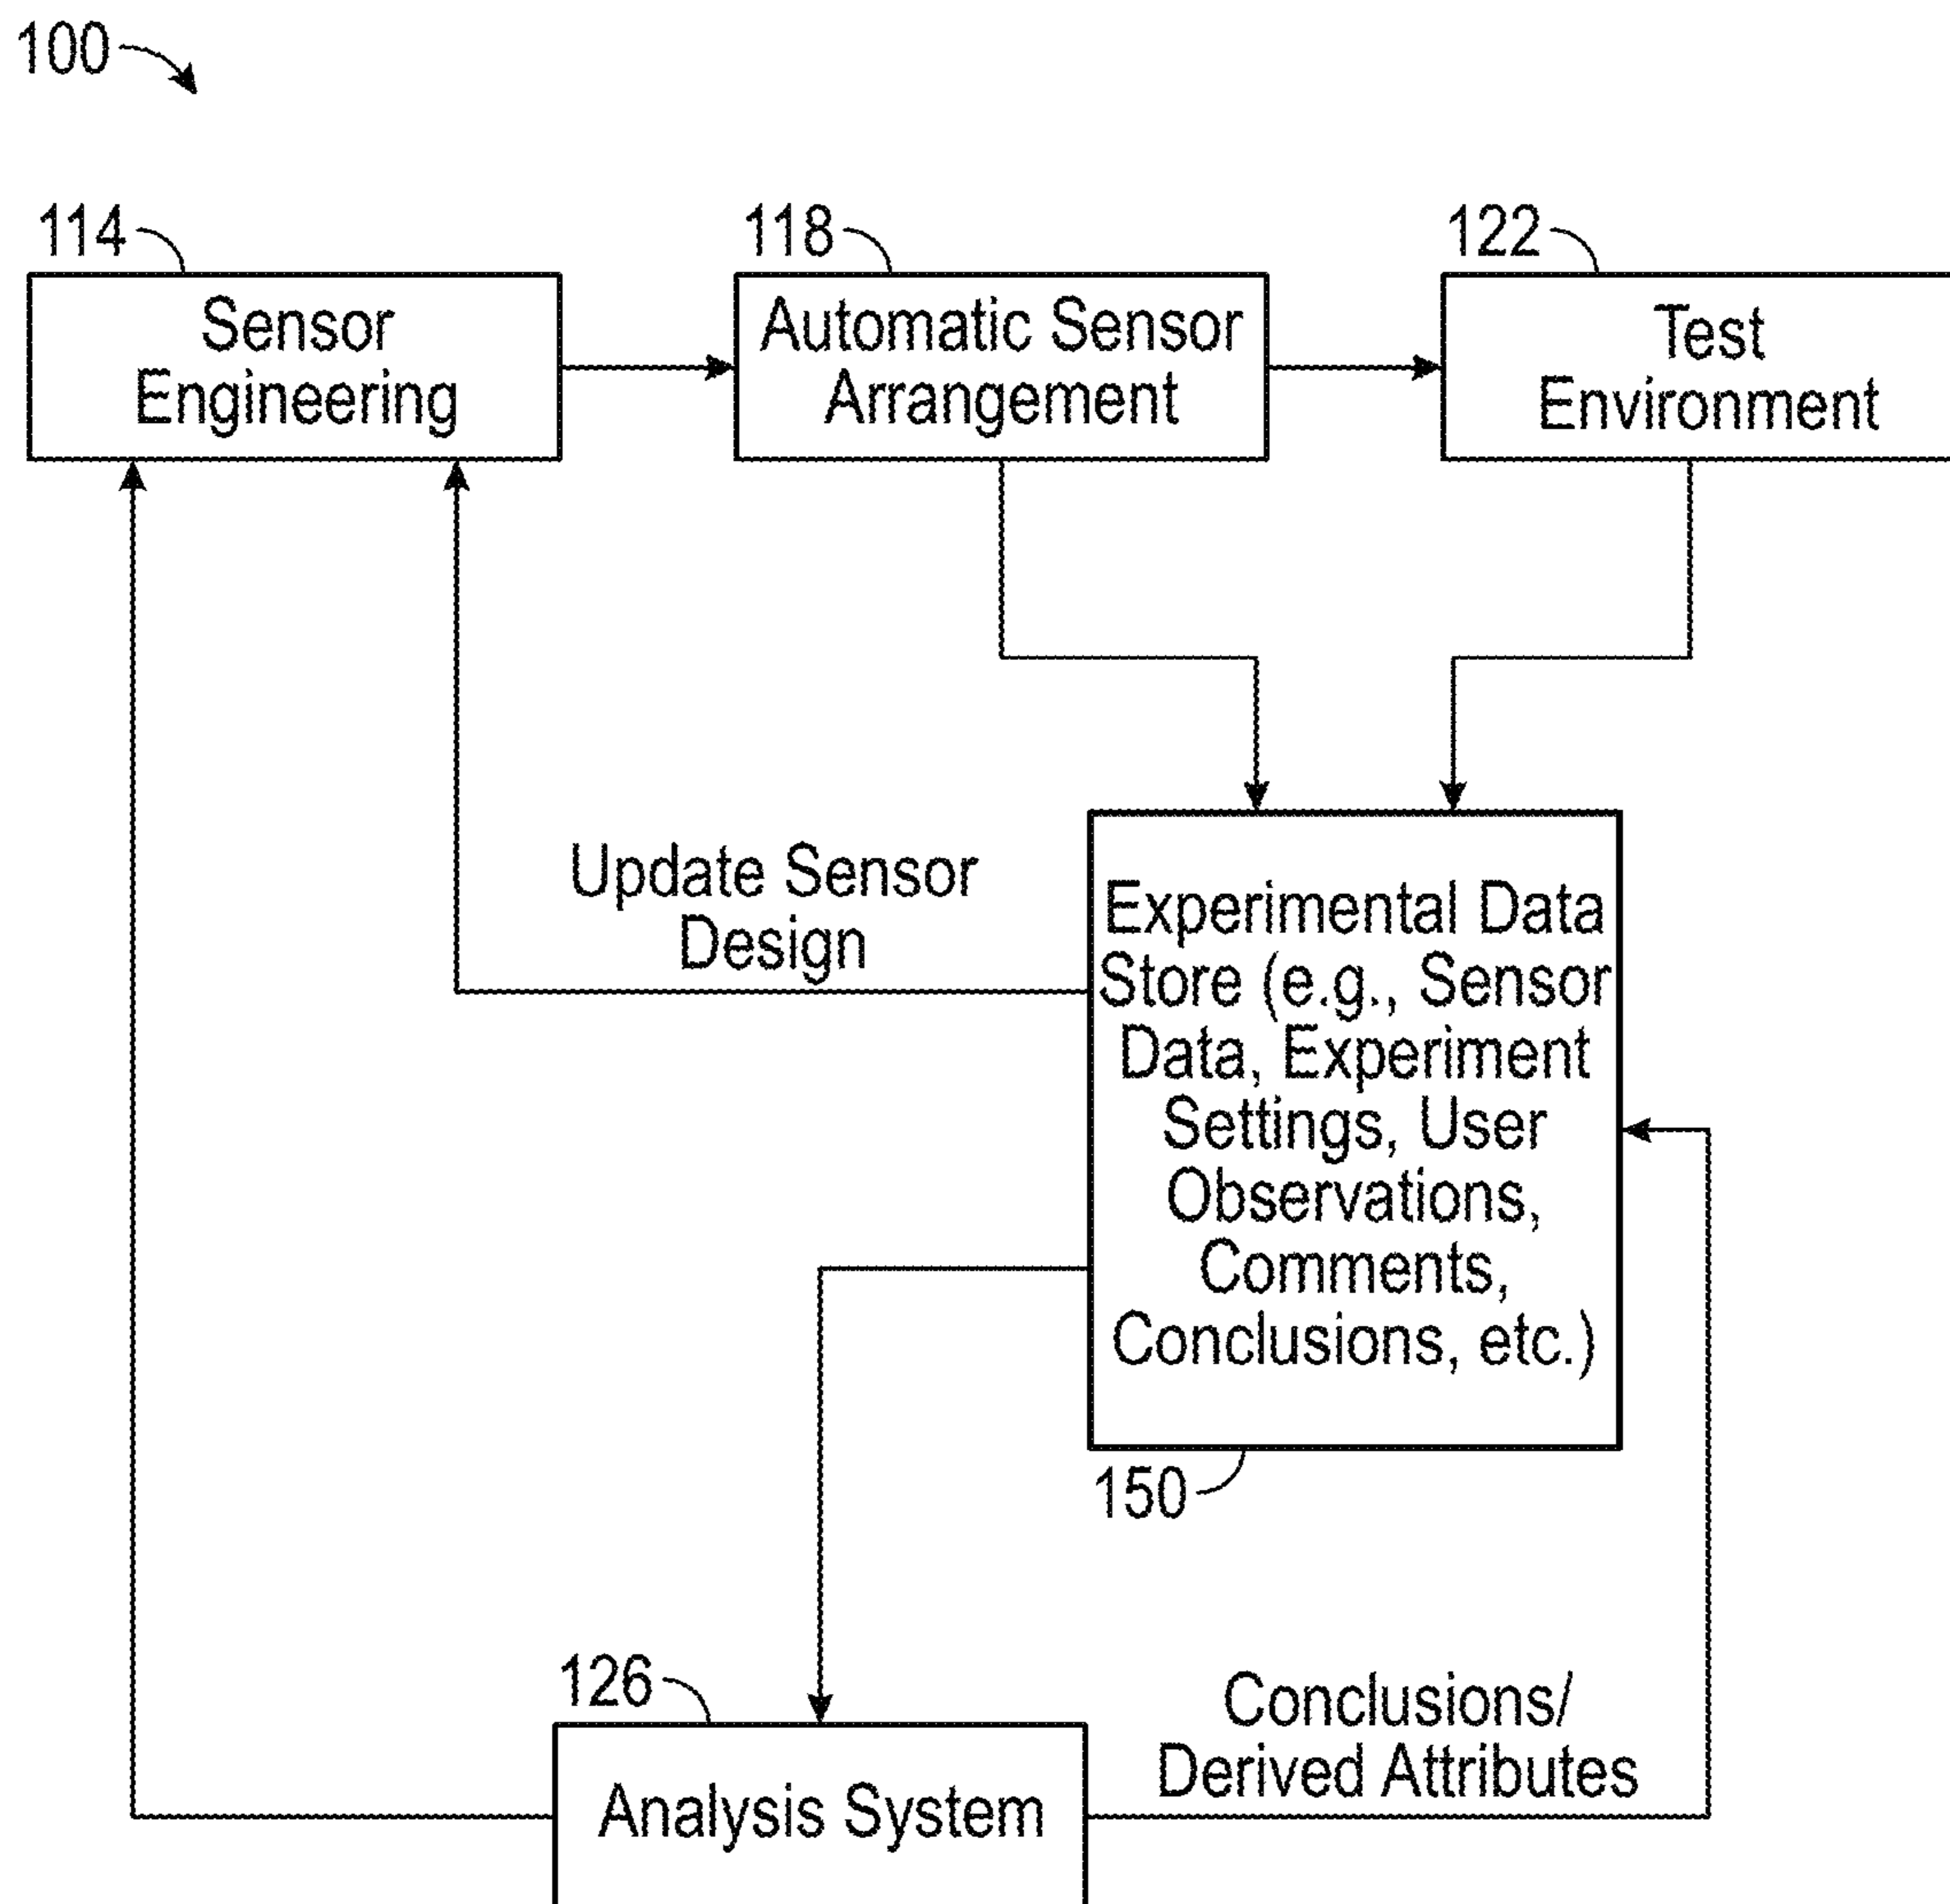 100
114
Sensor
Engineering
118
Automatic Sensor
Arrangement
122
Test
Environment
Update Sensor
Design
Experimental Data
Store (e.g., Sensor
Data, Experiment
Settings, User
Observations,
Comments,
Conclusions, etc.)
150
126
Analysis System
Conclusions/
Derived Attributes